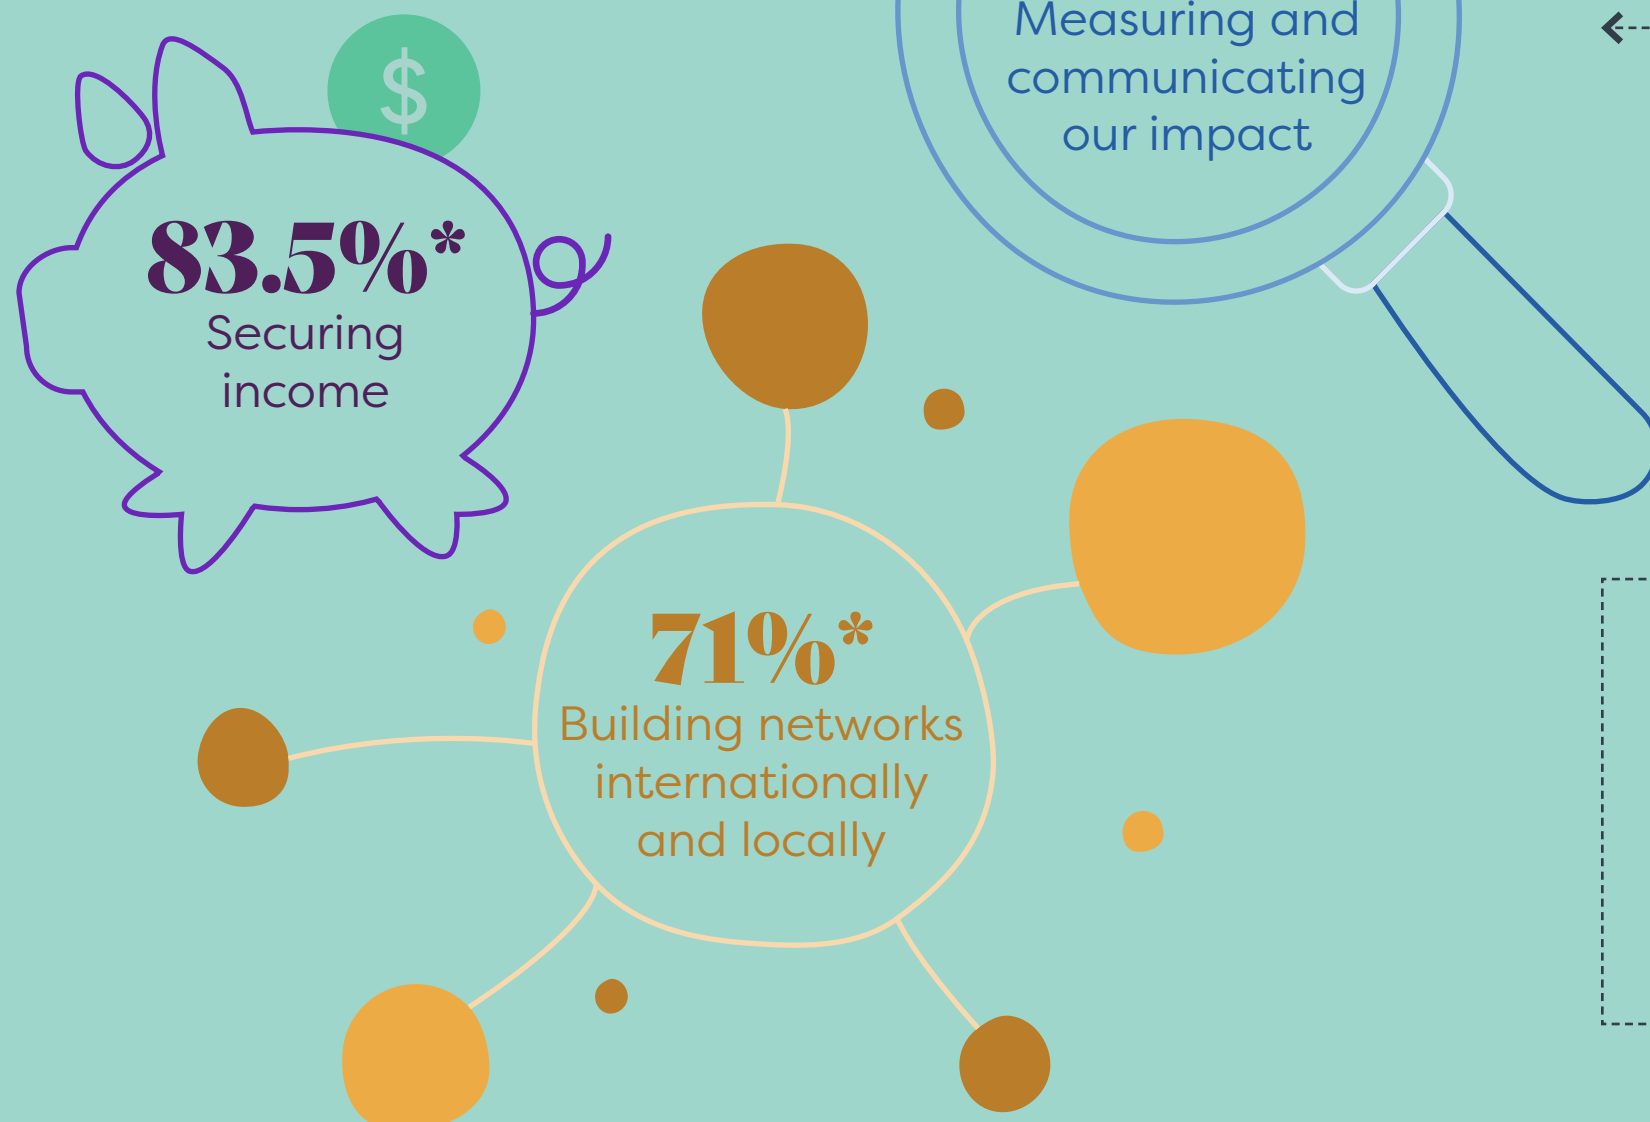 Measuring and
communicating
our impact
$
83.5%*
Securing
income
71%*
Building networks
internationally
and locally